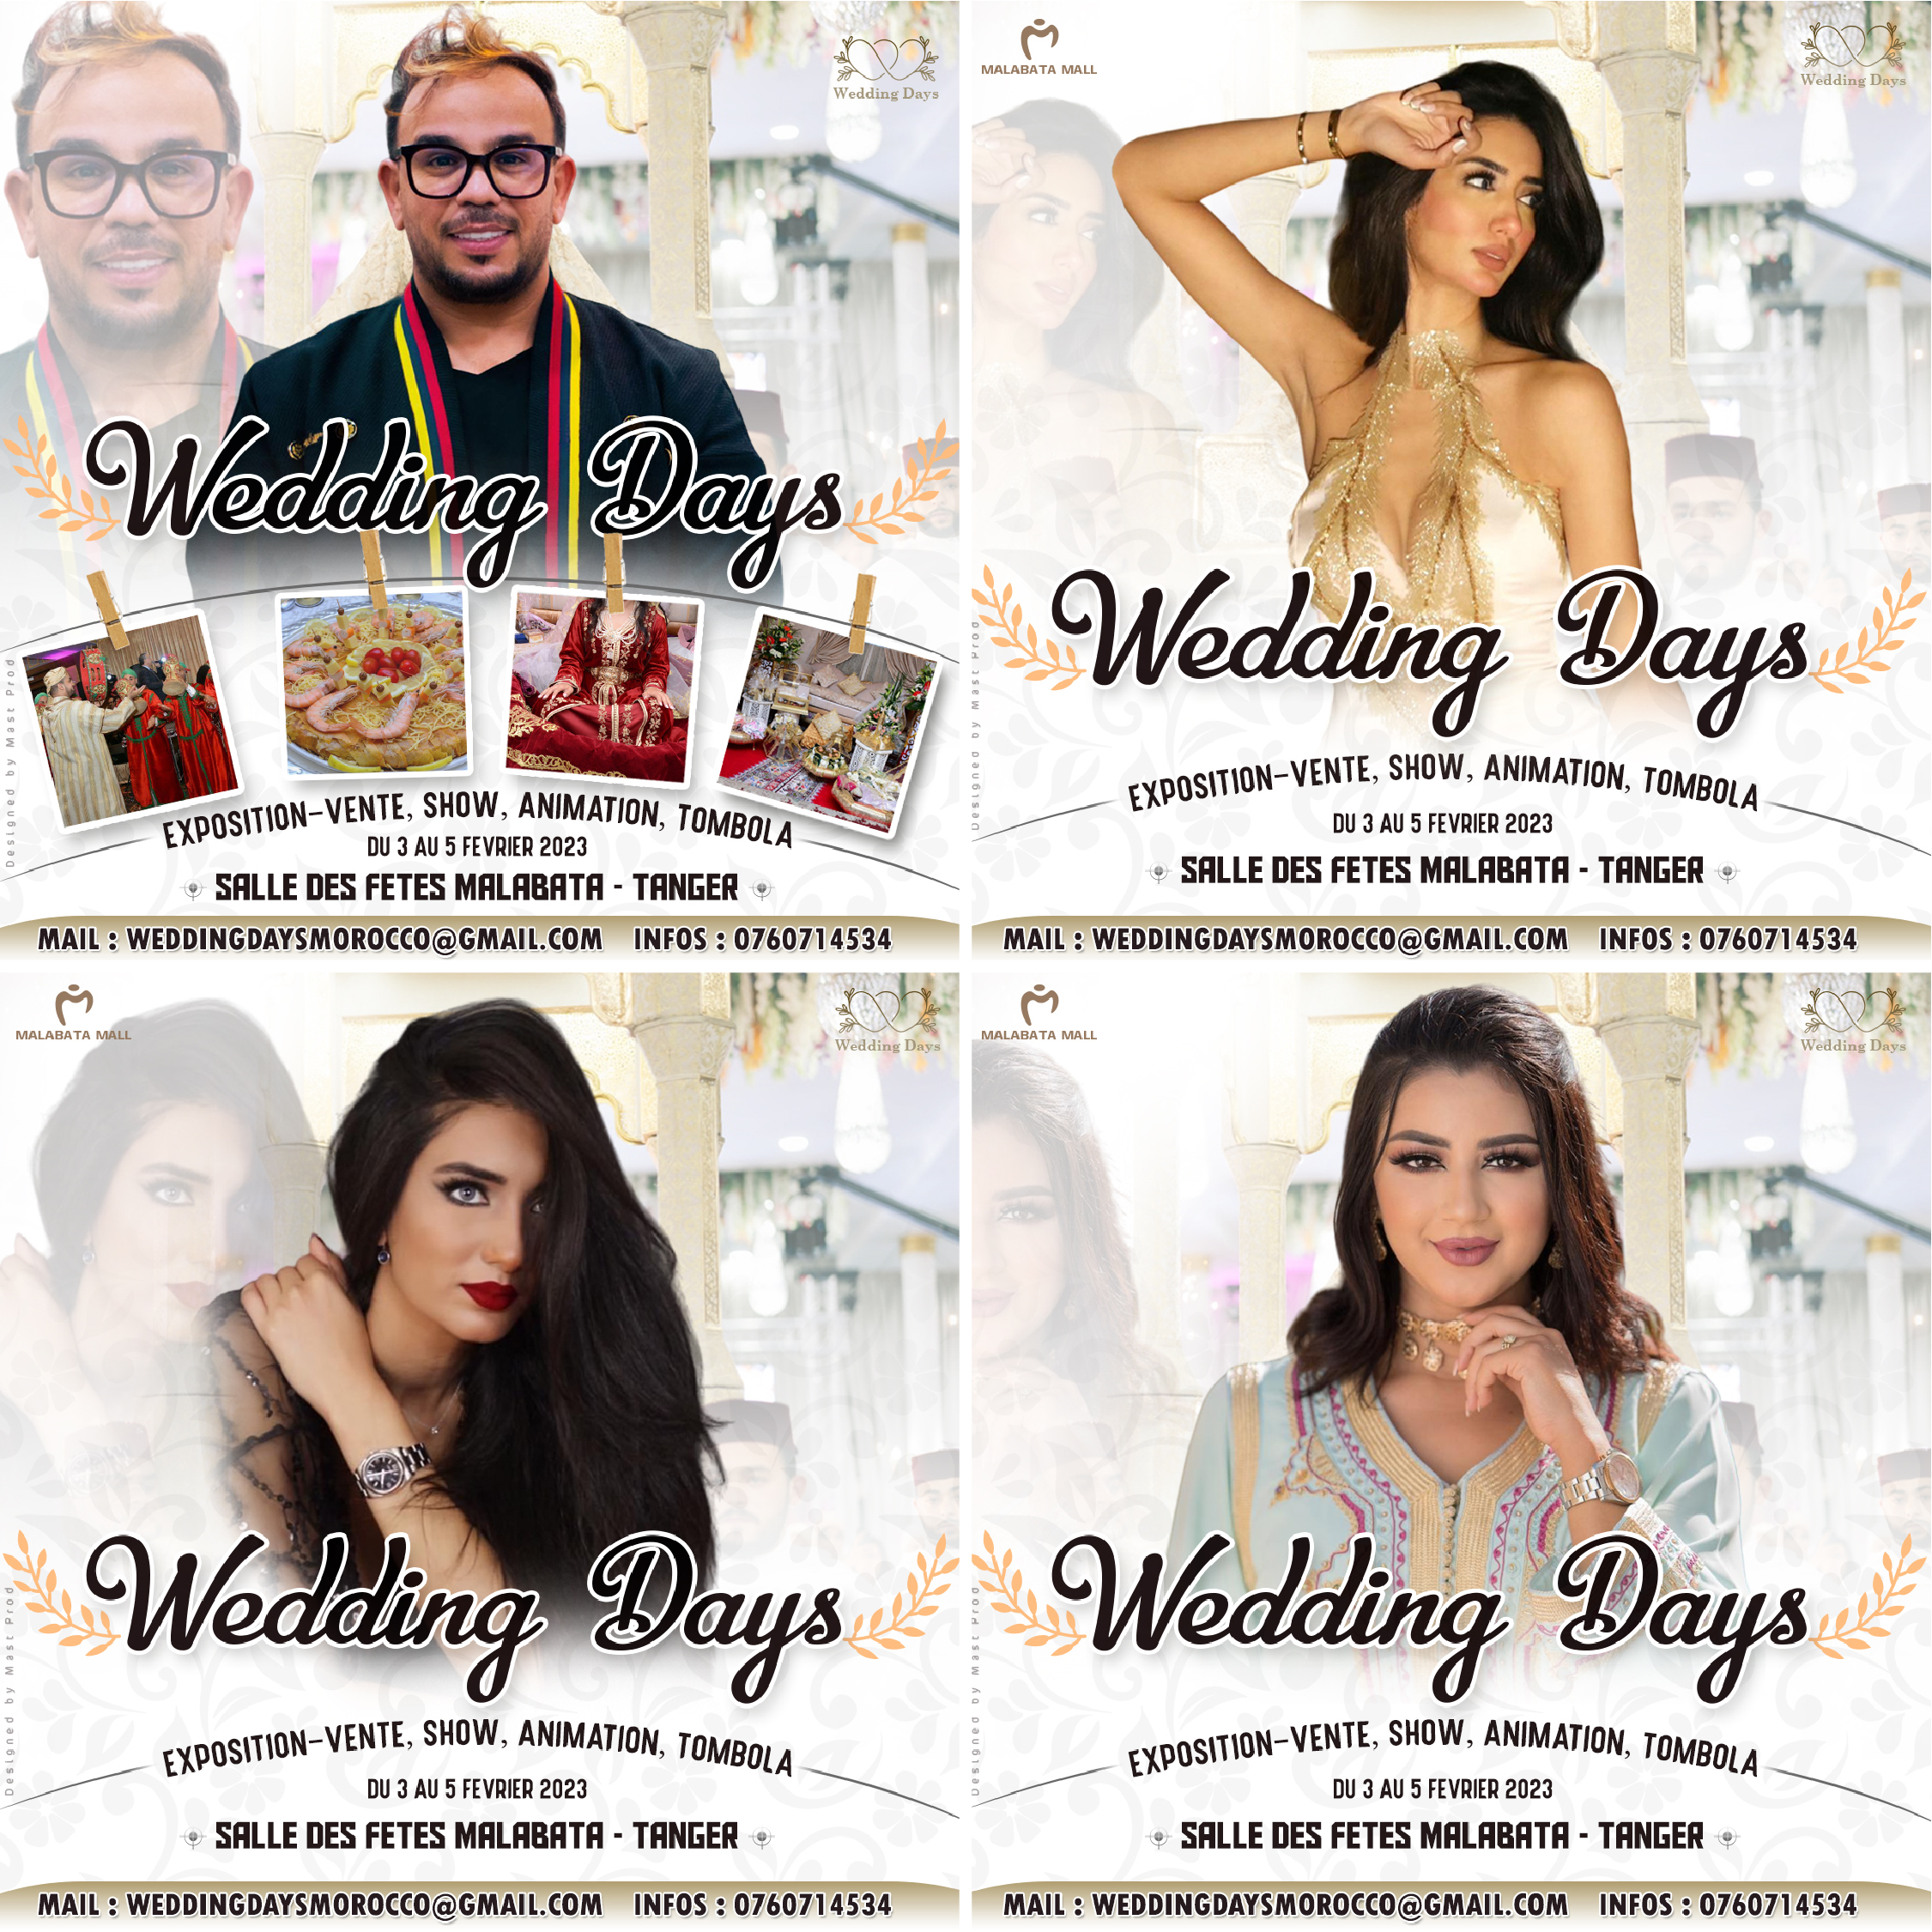 Wedding Days
Wedding Days
EXPOSITION-VENTE, SHOW, ANIMATION, TOMBOLA
DU 3 AU 5 FEVRIER 2023
SALLE DES FETES MALABATA - TANGER
MAIL : WEDDINGDAYSMOROCCO@GMAIL.COM INFOS : 0760714534
Designed by Mast Prod
MALABATA MALL
Wedding Days
Wedding Days
EXPOSITION-VENTE, SHOW, ANIMATION, TOMBOLA
DU 3 AU 5 FEVRIER 2023
SALLE DES FETES MALABATA - TANGER
MAIL : WEDDINGDAYSMOROCCO@GMAIL.COM INFOS : 0760714534
Designed by Mast Prod
MALABATA MALL
Wedding Days
Wedding Days
EXPOSITION-VENTE, SHOW, ANIMATION, TOMBOLA
DU 3 AU 5 FEVRIER 2023
SALLE DES FETES MALABATA - TANGER
MAIL : WEDDINGDAYSMOROCCO@GMAIL.COM INFOS : 0760714534
Designed by Mast Prod
MALABATA MALL
Wedding Days
Wedding Days
EXPOSITION-VENTE, SHOW, ANIMATION, TOMBOLA
DU 3 AU 5 FEVRIER 2023
SALLE DES FETES MALABATA - TANGER
MAIL : WEDDINGDAYSMOROCCO@GMAIL.COM INFOS : 0760714534
Designed by Mast Prod